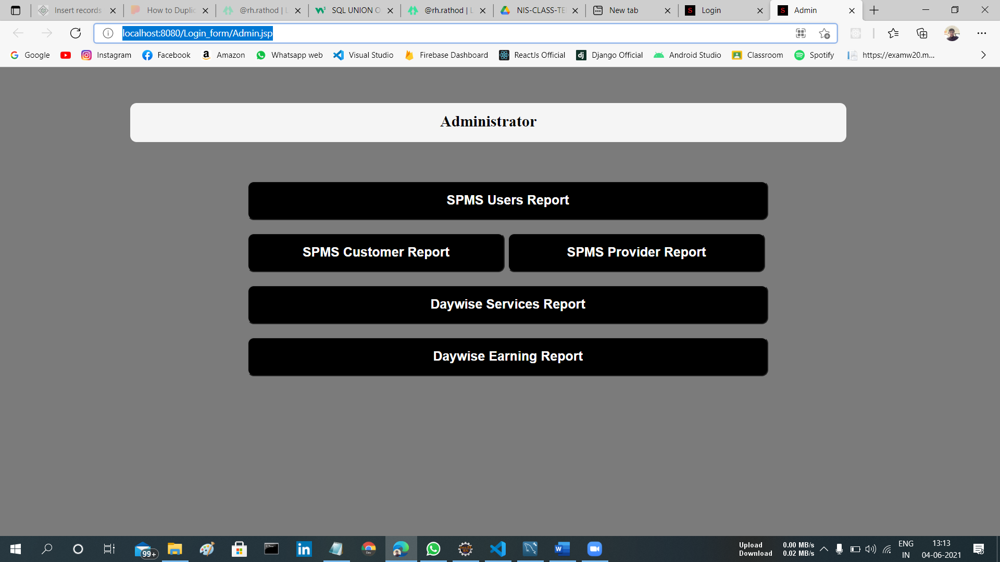 Insert records
How to Duplic
@rh.rathod | L
SQL UNION O
@rh.rathod | L
NIS-CLASS-TE
New tab
Login
Admin
localhost:8080/Login_form/Admin.jsp
Google
Instagram
Facebook
Amazon
Whatsapp web
Visual Studio
Firebase Dashboard
ReactJs Official
Django Official
Android Studio
Classroom
Spotify
https://examw20.m...
Administrator
SPMS Users Report
SPMS Customer Report
SPMS Provider Report
Daywise Services Report
Daywise Earning Report
99+
Upload 0.00 MB/s
Download 0.02 MB/s
ENG
IN
13:13
04-06-2021